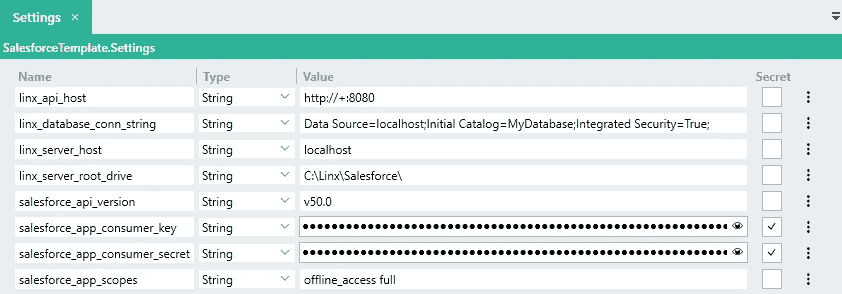 Settings ×
SalesforceTemplate.Settings
Name Type Value Secret
linx_api_host String http://+:8080
linx_database_conn_string String Data Source=localhost;Initial Catalog=MyDatabase;Integrated Security=True;
linx_server_host String localhost
linx_server_root_drive String C:\Linx\Salesforce\
salesforce_api_version String v50.0
salesforce_app_consumer_key String
salesforce_app_consumer_secret String
salesforce_app_scopes String offline_access full